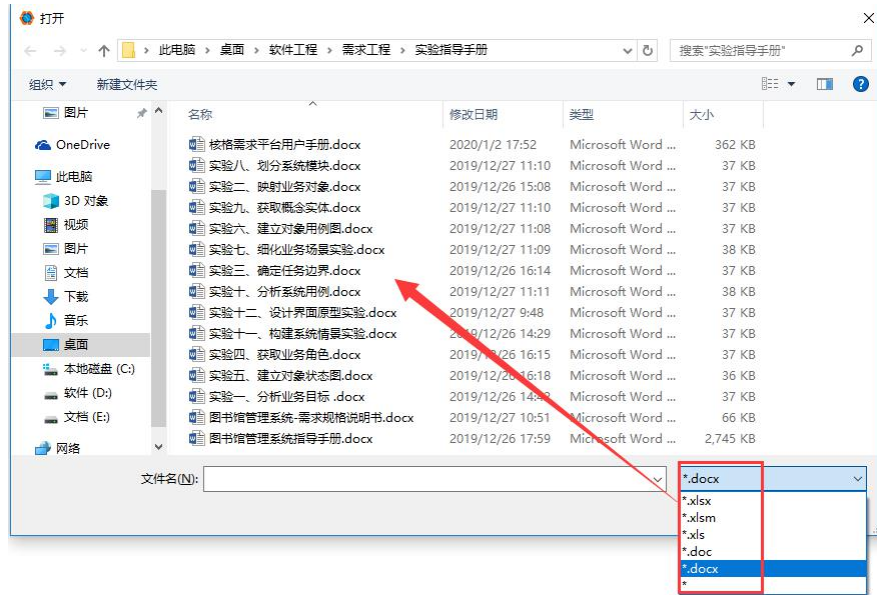 打开
此电脑 › 桌面 › 软件工程 › 需求工程 › 实验指导手册
搜索"实验指导手册"
组织 新建文件夹
图片
OneDrive
此电脑
3D 对象
视频
图片
文档
下载
音乐
桌面
本地磁盘 (C:)
软件 (D:)
文档 (E:)
网络
名称 修改日期 类型 大小
核格需求平台用户手册.docx 2020/1/2 17:52 Microsoft Word ... 362 KB
实验八、划分系统模块.docx 2019/12/27 11:10 Microsoft Word ... 37 KB
实验二、映射业务对象.docx 2019/12/26 15:08 Microsoft Word ... 37 KB
实验九、获取概念实体.docx 2019/12/27 11:10 Microsoft Word ... 37 KB
实验六、建立对象用例图.docx 2019/12/27 11:08 Microsoft Word ... 37 KB
实验七、细化业务场景实验.docx 2019/12/27 11:09 Microsoft Word ... 38 KB
实验三、确定任务边界.docx 2019/12/26 16:14 Microsoft Word ... 37 KB
实验十、分析系统用例.docx 2019/12/27 11:11 Microsoft Word ... 38 KB
实验十二、设计界面原型实验.docx 2019/12/27 9:48 Microsoft Word ... 37 KB
实验十一、构建系统情景实验.docx 2019/12/26 14:29 Microsoft Word ... 37 KB
实验四、获取业务角色.docx 2019/12/26 16:15 Microsoft Word ... 37 KB
实验五、建立对象状态图.docx 2019/12/26 16:18 Microsoft Word ... 36 KB
实验一、分析业务目标 .docx 2019/12/26 14:42 Microsoft Word ... 37 KB
图书馆管理系统-需求规格说明书.docx 2019/12/27 10:51 Microsoft Word ... 66 KB
图书馆管理系统指导手册.docx 2019/12/26 17:59 Microsoft Word ... 2,745 KB
文件名(N): *.docx
*.xlsx
*.xlsm
*.xls
*.doc
*.docx
*